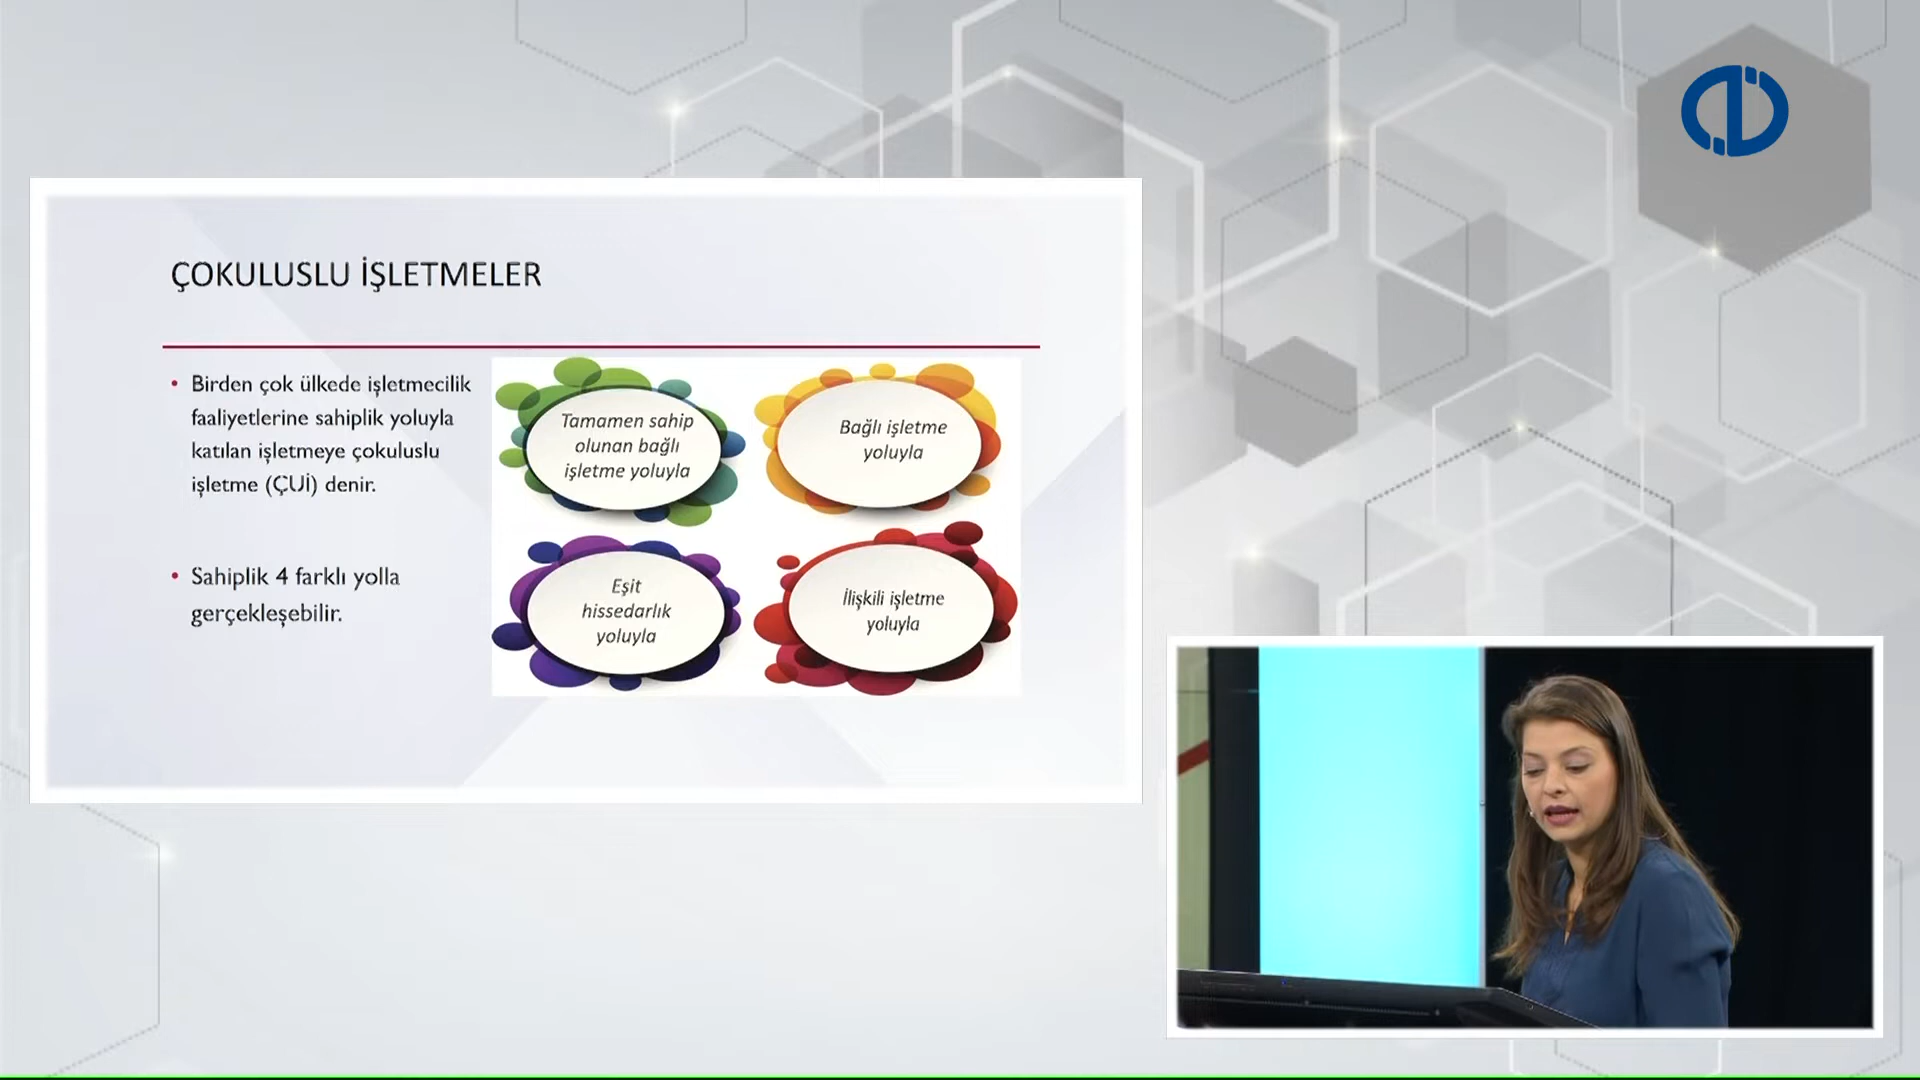 ÇOKULUSLU İŞLETMELER
• Birden çok ülkede işletmecilik
faaliyetlerine sahiplik yoluyla
katılan işletmeye çokuluslu
işletme (ÇUİ) denir.
• Sahiplik 4 farklı yolla
gerçekleşebilir.
Tamamen sahip
olunan bağlı
işletme yoluyla
Bağlı işletme
yoluyla
Eşit
hissedarlık
yoluyla
İlişkili işletme
yoluyla